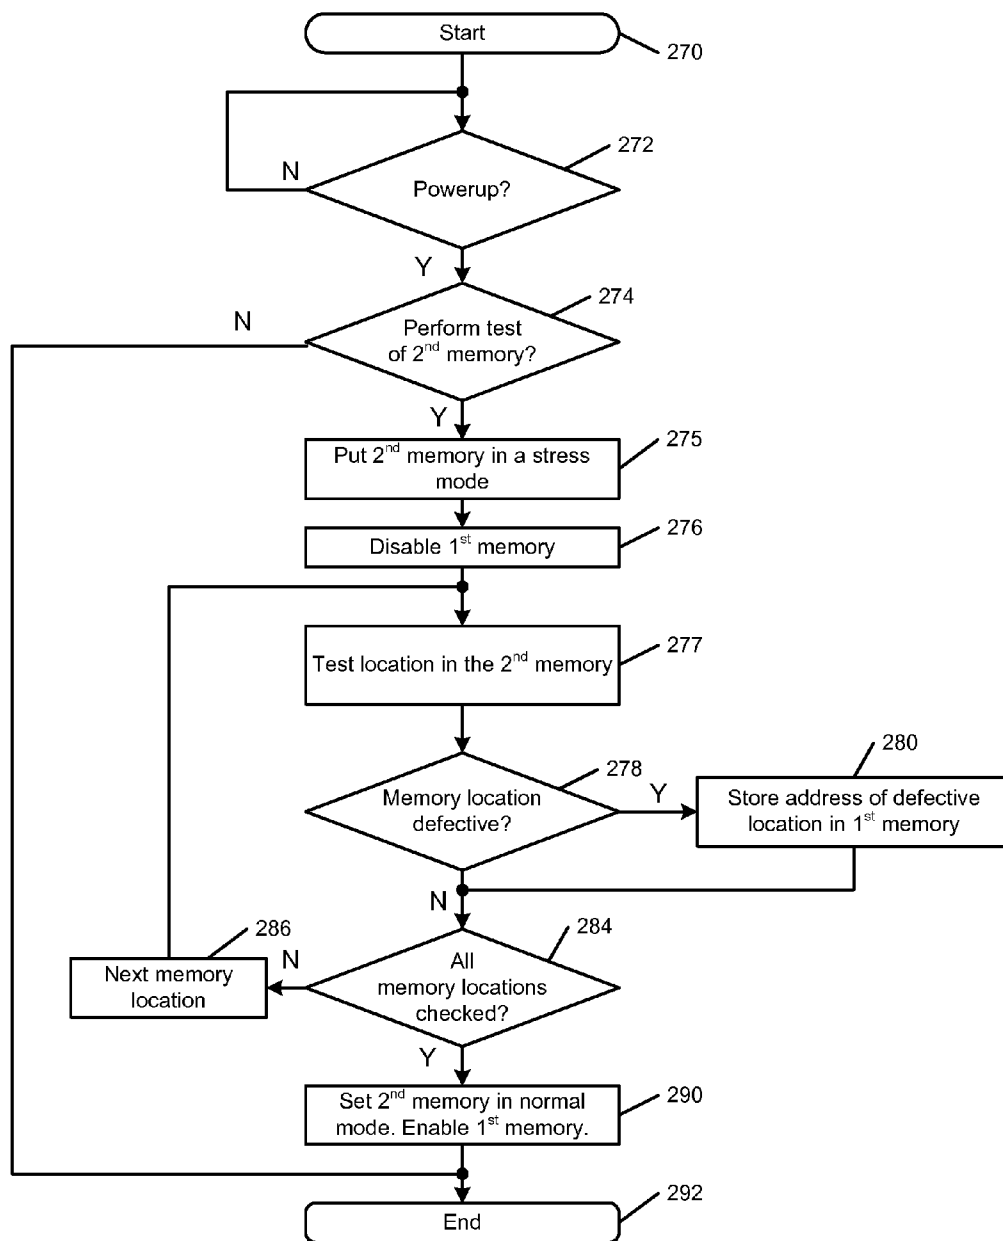 Start
270
272
N
Powerup?
Y
274
N
Perform test
of 2nd memory?
Y
275
Put 2nd memory in a stress
mode
276
Disable 1st memory
277
Test location in the 2nd memory
278
280
Memory location
defective?
Y
Store address of defective
location in 1st memory
N
284
286
N
All
memory locations
checked?
Next memory
location
Y
290
Set 2nd memory in normal
mode. Enable 1st memory.
292
End